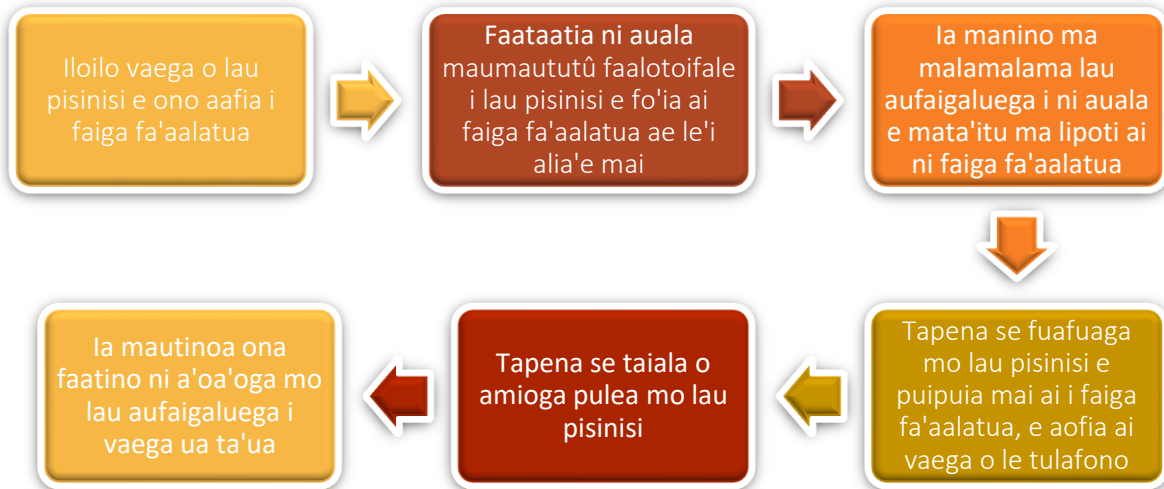 Iloilo vaega o lau
pisinisi e ono aafia i
faiga fa'aalatua
Faataatia ni auala
maumaututû faalotoifale
i lau pisinisi e fo'ia ai
faiga fa'aalatua ae le'i
alia'e mai
Ia manino ma
malamalama lau
aufaigaluega i ni auala
e mata'itu ma lipoti ai
ni faiga fa'aalatua
Tapena se fuafuaga
mo lau pisinisi e
puipuia mai ai i faiga
fa'aalatua, e aofia ai
vaega o le tulafono
Tapena se taiala o
amioga pulea mo lau
pisinisi
Ia mautinoa ona
faatino ni a'oa'oga mo
lau aufaigaluega i
vaega ua ta'ua